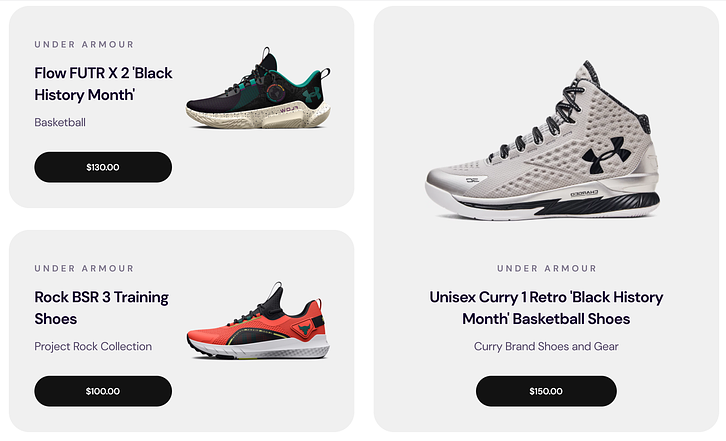 UNDER ARMOUR
Flow FUTR X 2 'Black
History Month'
Basketball
$130.00
UNDER ARMOUR
Rock BSR 3 Training
Shoes
Project Rock Collection
$100.00
UNDER ARMOUR
Unisex Curry 1 Retro 'Black History
Month' Basketball Shoes
Curry Brand Shoes and Gear
$150.00